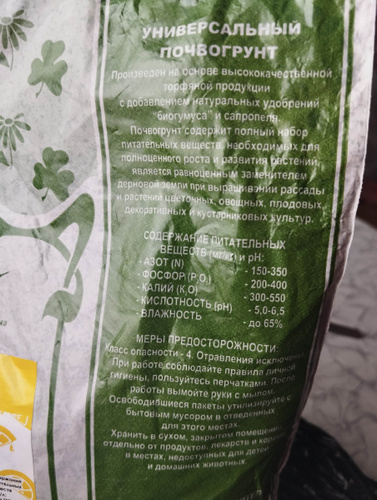 УНИВЕРСАЛЬНЫЙ
ПОЧВОГРУНТ
Произведен на основе высококачественной
торфяной продукции
с добавлением натуральных удобрений
"биогумуса" и сапропеля.
Почвогрунт содержит полный набор
питательных веществ, необходимых для
полноценного роста и развития растений,
является равноценным заменителем
дерновой земли при выращивании рассады
и растений цветочных, овощных, плодовых,
декоративных и кустарниковых культур.
СОДЕРЖАНИЕ ПИТАТЕЛЬНЫХ
ВЕЩЕСТВ (мг/кг) и pH:
- АЗОТ (N) - 150-350
- ФОСФОР (P₂O₅) - 200-400
- КАЛИЙ (K₂O) - 300-550
- КИСЛОТНОСТЬ (pH) - 5,0-6,5
- ВЛАЖНОСТЬ - до 65%
МЕРЫ ПРЕДОСТОРОЖНОСТИ:
Класс опасности - 4. Отравления исключены.
При работе соблюдайте правила личной
гигиены, пользуйтесь перчатками. После
работы вымойте руки с мылом.
Освободившиеся пакеты утилизируйте с
бытовым мусором в отведенных
для этого местах.
Хранить в сухом, закрытом помещении
отдельно от продуктов, лекарств и
в местах, недоступных для детей
и домашних животных